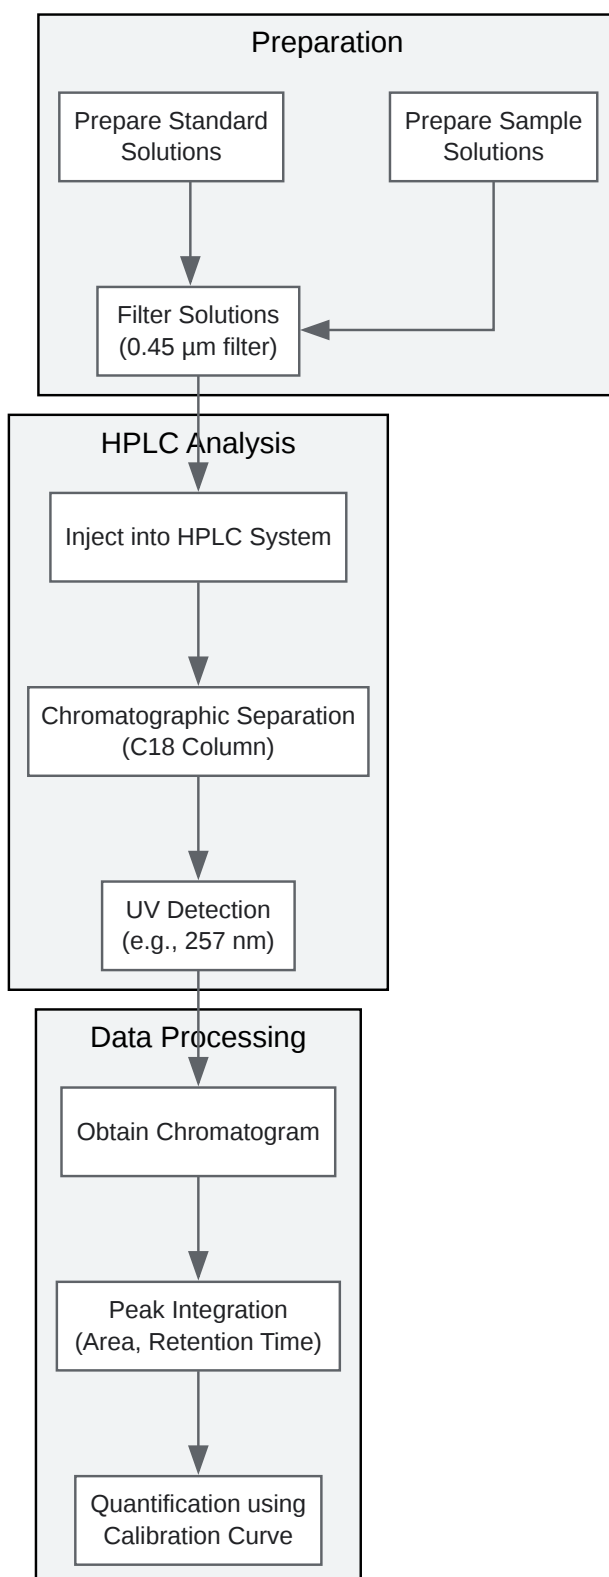 Preparation
Prepare Standard
Solutions
Prepare Sample
Solutions
Filter Solutions
(0.45 µm filter)
HPLC Analysis
Inject into HPLC System
Chromatographic Separation
(C18 Column)
UV Detection
(e.g., 257 nm)
Data Processing
Obtain Chromatogram
Peak Integration
(Area, Retention Time)
Quantification using
Calibration Curve